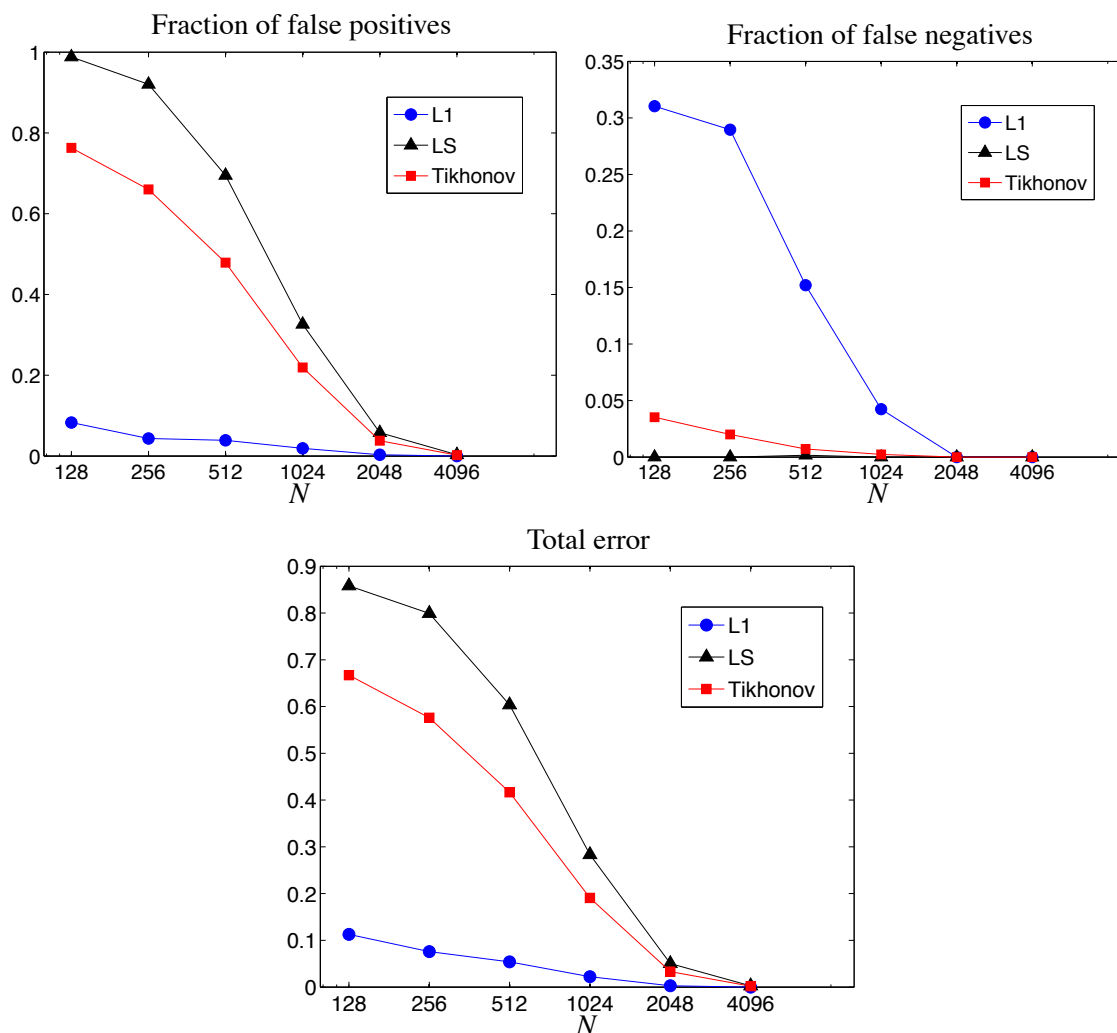 Fraction of false positives
1
0.8
0.6
0.4
0.2
0
128 256 512 1024 2048 4096
N
L1
LS
Tikhonov
Fraction of false negatives
0.35
0.3
0.25
0.2
0.15
0.1
0.05
0
128 256 512 1024 2048 4096
N
L1
LS
Tikhonov
Total error
0.9
0.8
0.7
0.6
0.5
0.4
0.3
0.2
0.1
0
128 256 512 1024 2048 4096
N
L1
LS
Tikhonov